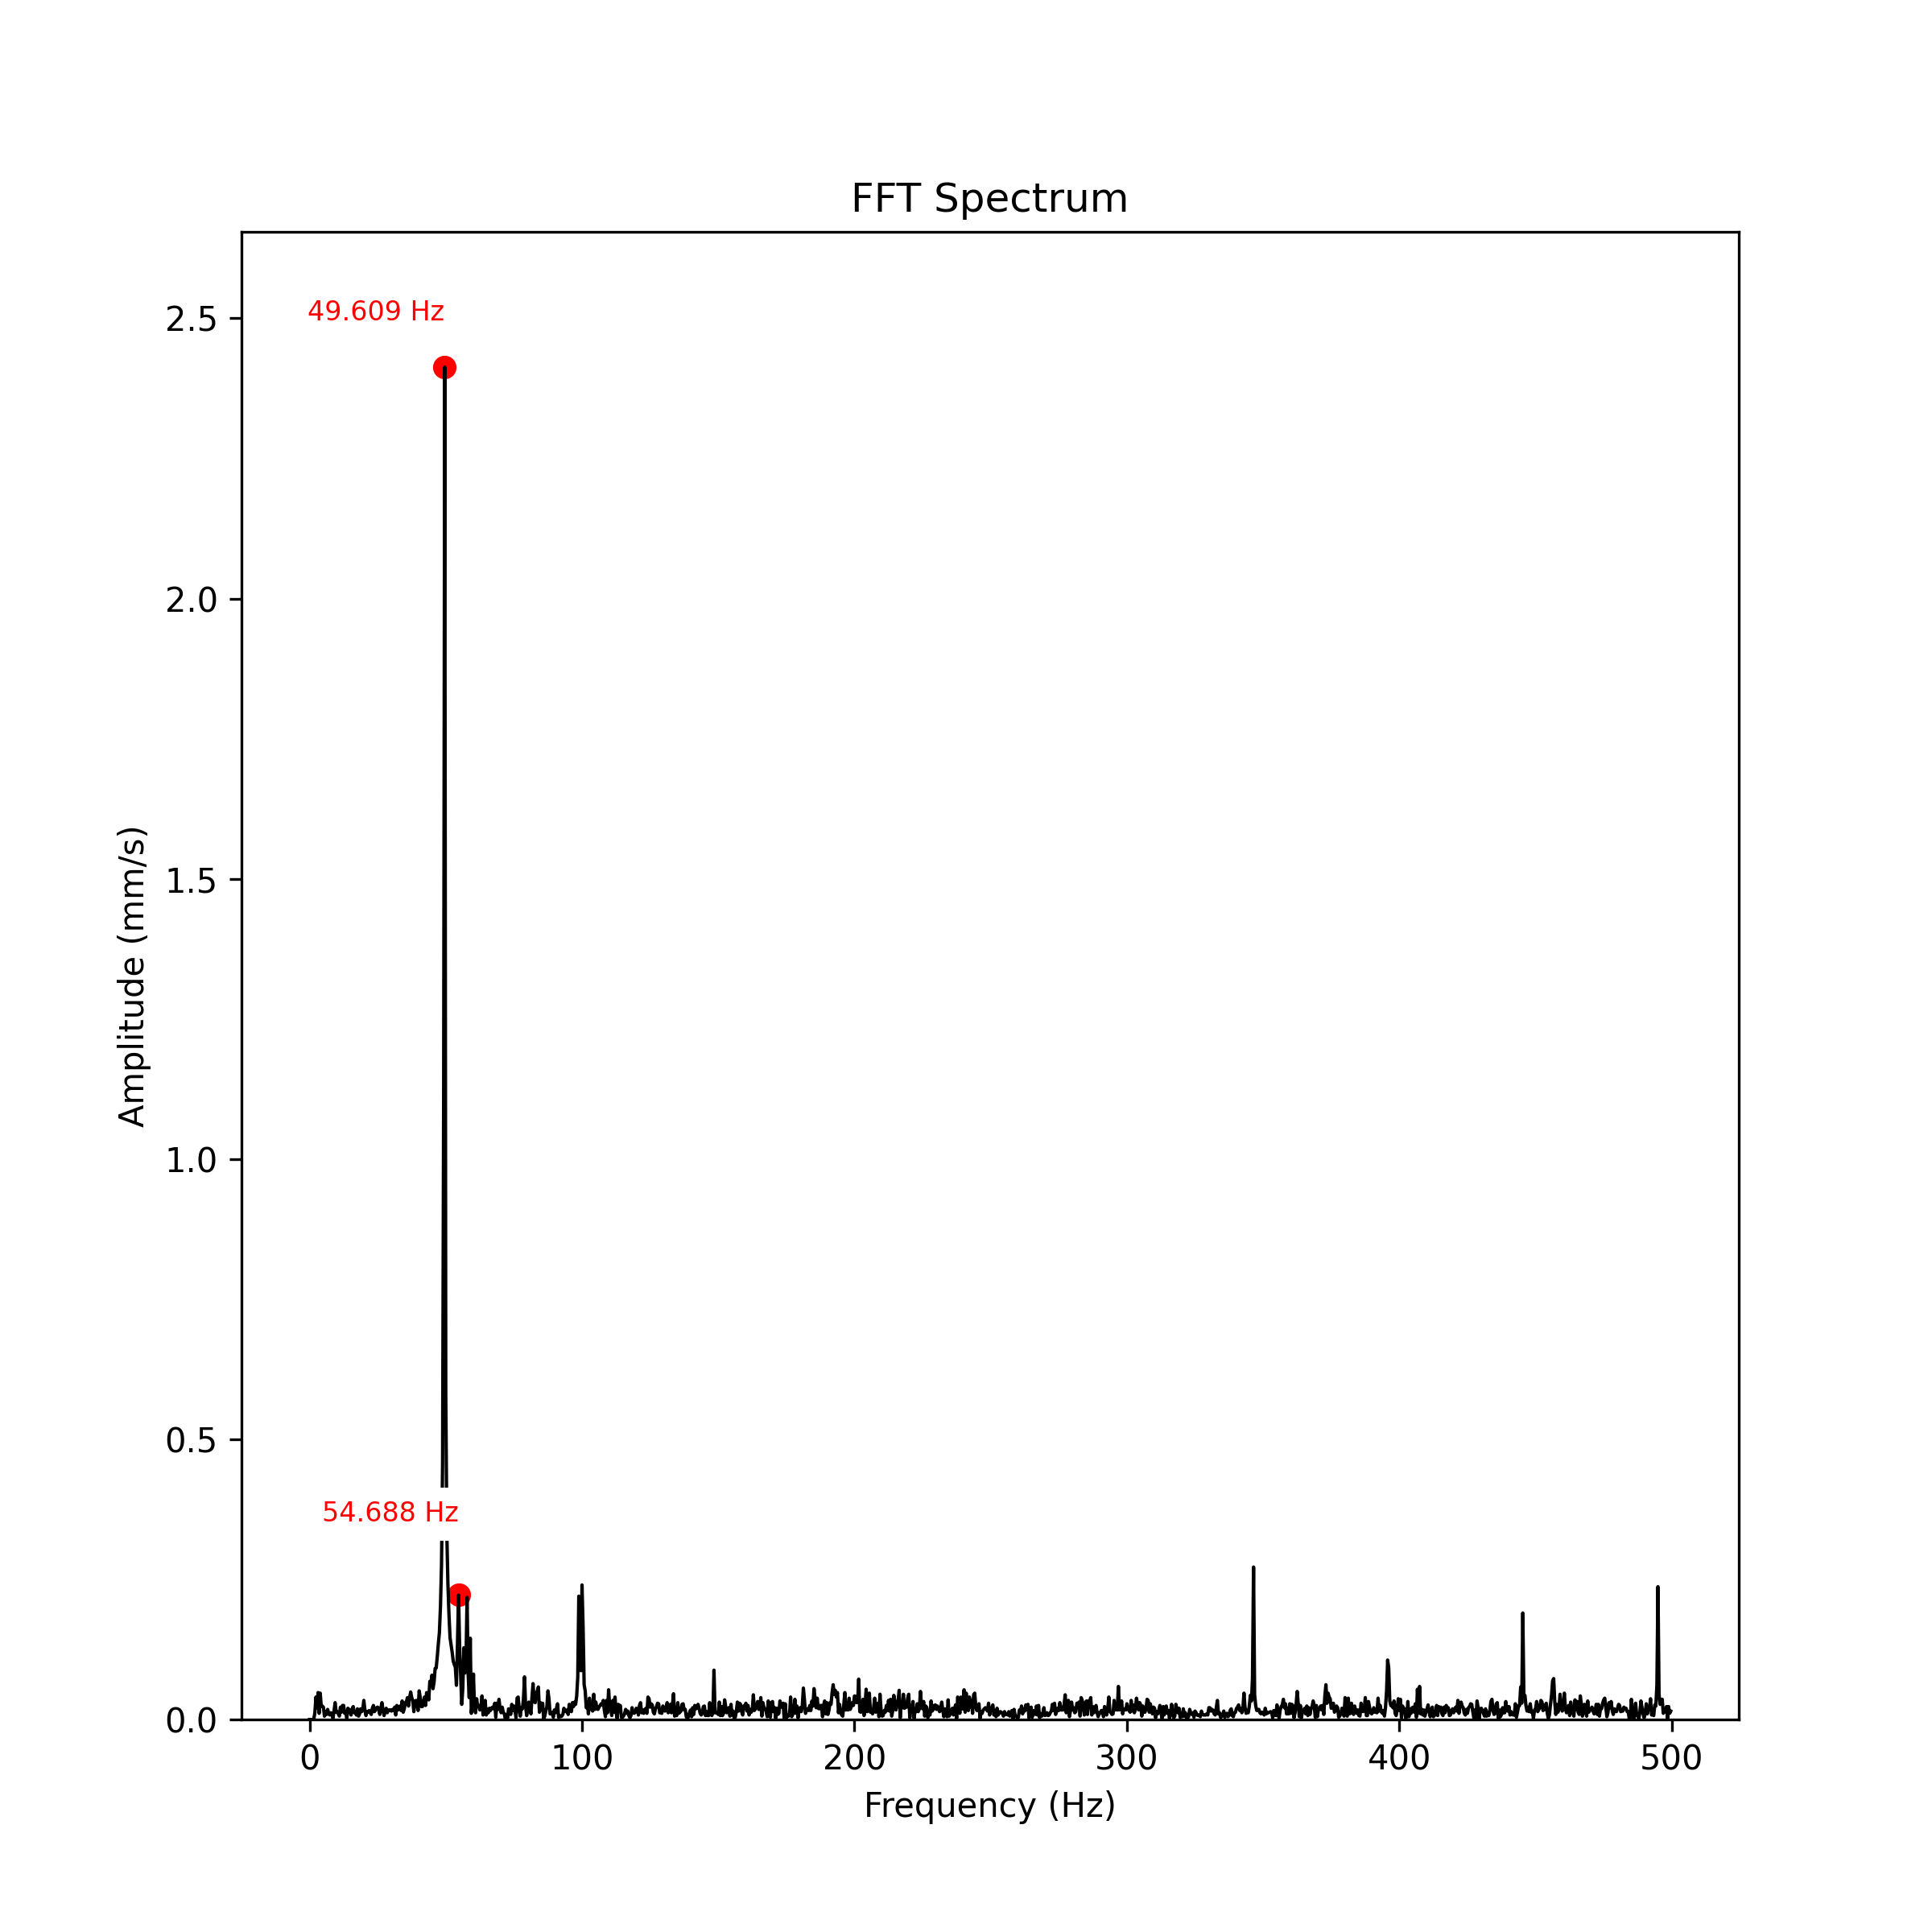 FFT Spectrum
49.609 Hz
2.5
2.0
1.5
1.0
0.5
0.0
Amplitude (mm/s)
54.688 Hz
0 100 200 300 400 500
Frequency (Hz)